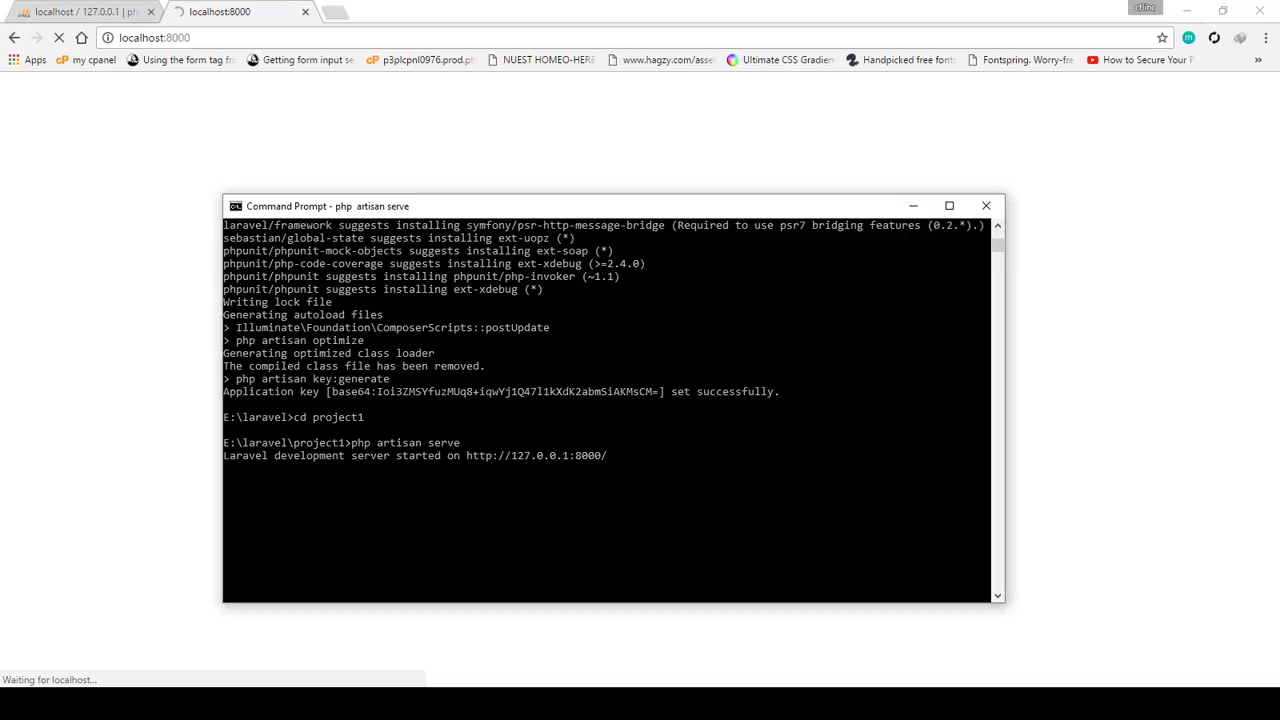 localhost / 127.0.0.1 | ph
localhost:8000
ctlinc
localhost:8000
Apps
my cpanel
Using the form tag fro
Getting form input se
p3plcpnl0976.prod.ph
NUEST HOMEO-HERE
www.hagzy.com/asset
Ultimate CSS Gradien
Handpicked free fonts
Fontspring. Worry-fre
How to Secure Your P
Command Prompt - php  artisan serve
laravel/framework suggests installing symfony/psr-http-message-bridge (Required to use psr7 bridging features (0.2.*).)
sebastian/global-state suggests installing ext-uopz (*)
phpunit/phpunit-mock-objects suggests installing ext-soap (*)
phpunit/php-code-coverage suggests installing ext-xdebug (>=2.4.0)
phpunit/phpunit suggests installing phpunit/php-invoker (~1.1)
phpunit/phpunit suggests installing ext-xdebug (*)
Writing lock file
Generating autoload files
> Illuminate\Foundation\ComposerScripts::postUpdate
> php artisan optimize
Generating optimized class loader
The compiled class file has been removed.
> php artisan key:generate
Application key [base64:Ioi3ZMSYfuzMUq8+iqwYj1Q47l1kXdK2abmSiAKMsCM=] set successfully.
E:\laravel>cd project1
E:\laravel\project1>php artisan serve
Laravel development server started on http://127.0.0.1:8000/
Waiting for localhost...